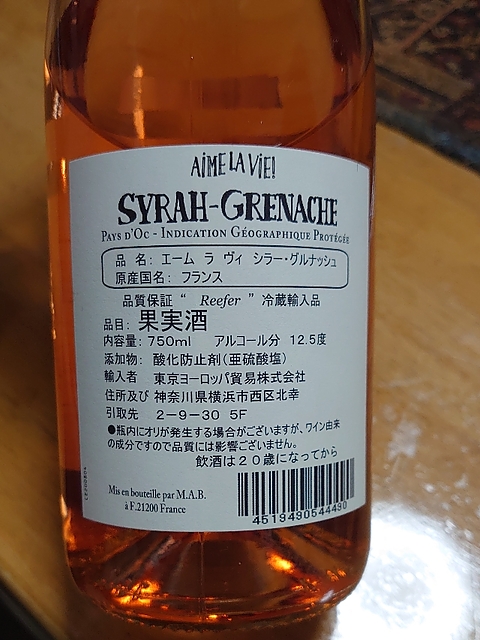 AiME LA ViE!
SYRAH-GRENACHE
PAYS D'OC - INDICATION GÉOGRAPHIQUE PROTÉGÉE
品 名: エーム ラ ヴィ シラー・グルナッシュ
原産国名: フランス
品質保証 “ Reefer ” 冷蔵輸入品
品目: 果実酒
内容量: 750ml アルコール分 12.5度
添加物: 酸化防止剤(亜硫酸塩)
輸入者 東京ヨーロッパ貿易株式会社
住所及び 神奈川県横浜市西区北幸
引取先 2-9-30 5F
●瓶内にオリが発生する場合がございますが、ワイン由来
の成分ですので品質には影響ございません。
飲酒は20歳になってから
Mis en bouteille par M.A.B.
à F.21200 France
4519490544490